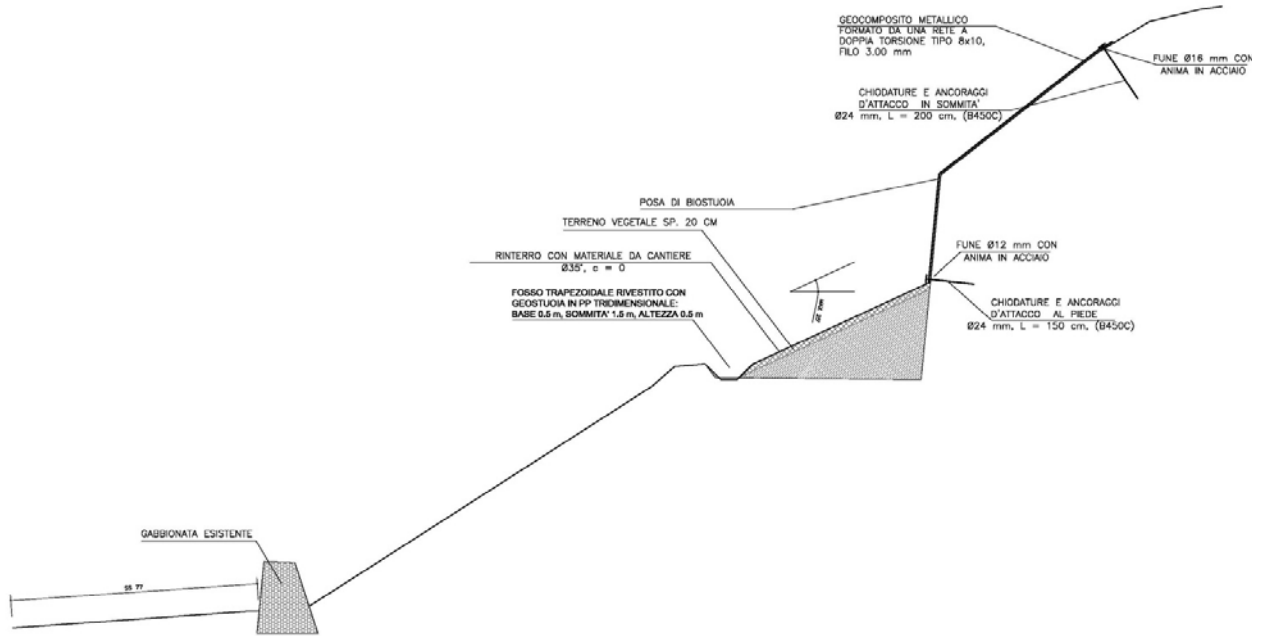 GEOCOMPOSITO METALLICO
FORMATO DA UNA RETE A
DOPPIA TORSIONE TIPO 8x10,
FILO 3.00 mm
FUNE Ø16 mm CON
ANIMA IN ACCIAIO
CHIODATURE E ANCORAGGI
D'ATTACCO IN SOMMITA'
Ø24 mm, L = 200 cm, (B450C)
POSA DI BIOSTUOIA
TERRENO VEGETALE SP. 20 CM
RINTERRO CON MATERIALE DA CANTIERE
Ø35°, c = 0
FUNE Ø12 mm CON
ANIMA IN ACCIAIO
FOSSO TRAPEZOIDALE RIVESTITO CON
GEOSTUOIA IN PP TRIDIMENSIONALE:
BASE 0.5 m, SOMMITA' 1.5 m, ALTEZZA 0.5 m
CHIODATURE E ANCORAGGI
D'ATTACCO AL PIEDE
Ø24 mm, L = 150 cm, (B450C)
GABBIONATA ESISTENTE
SS 77